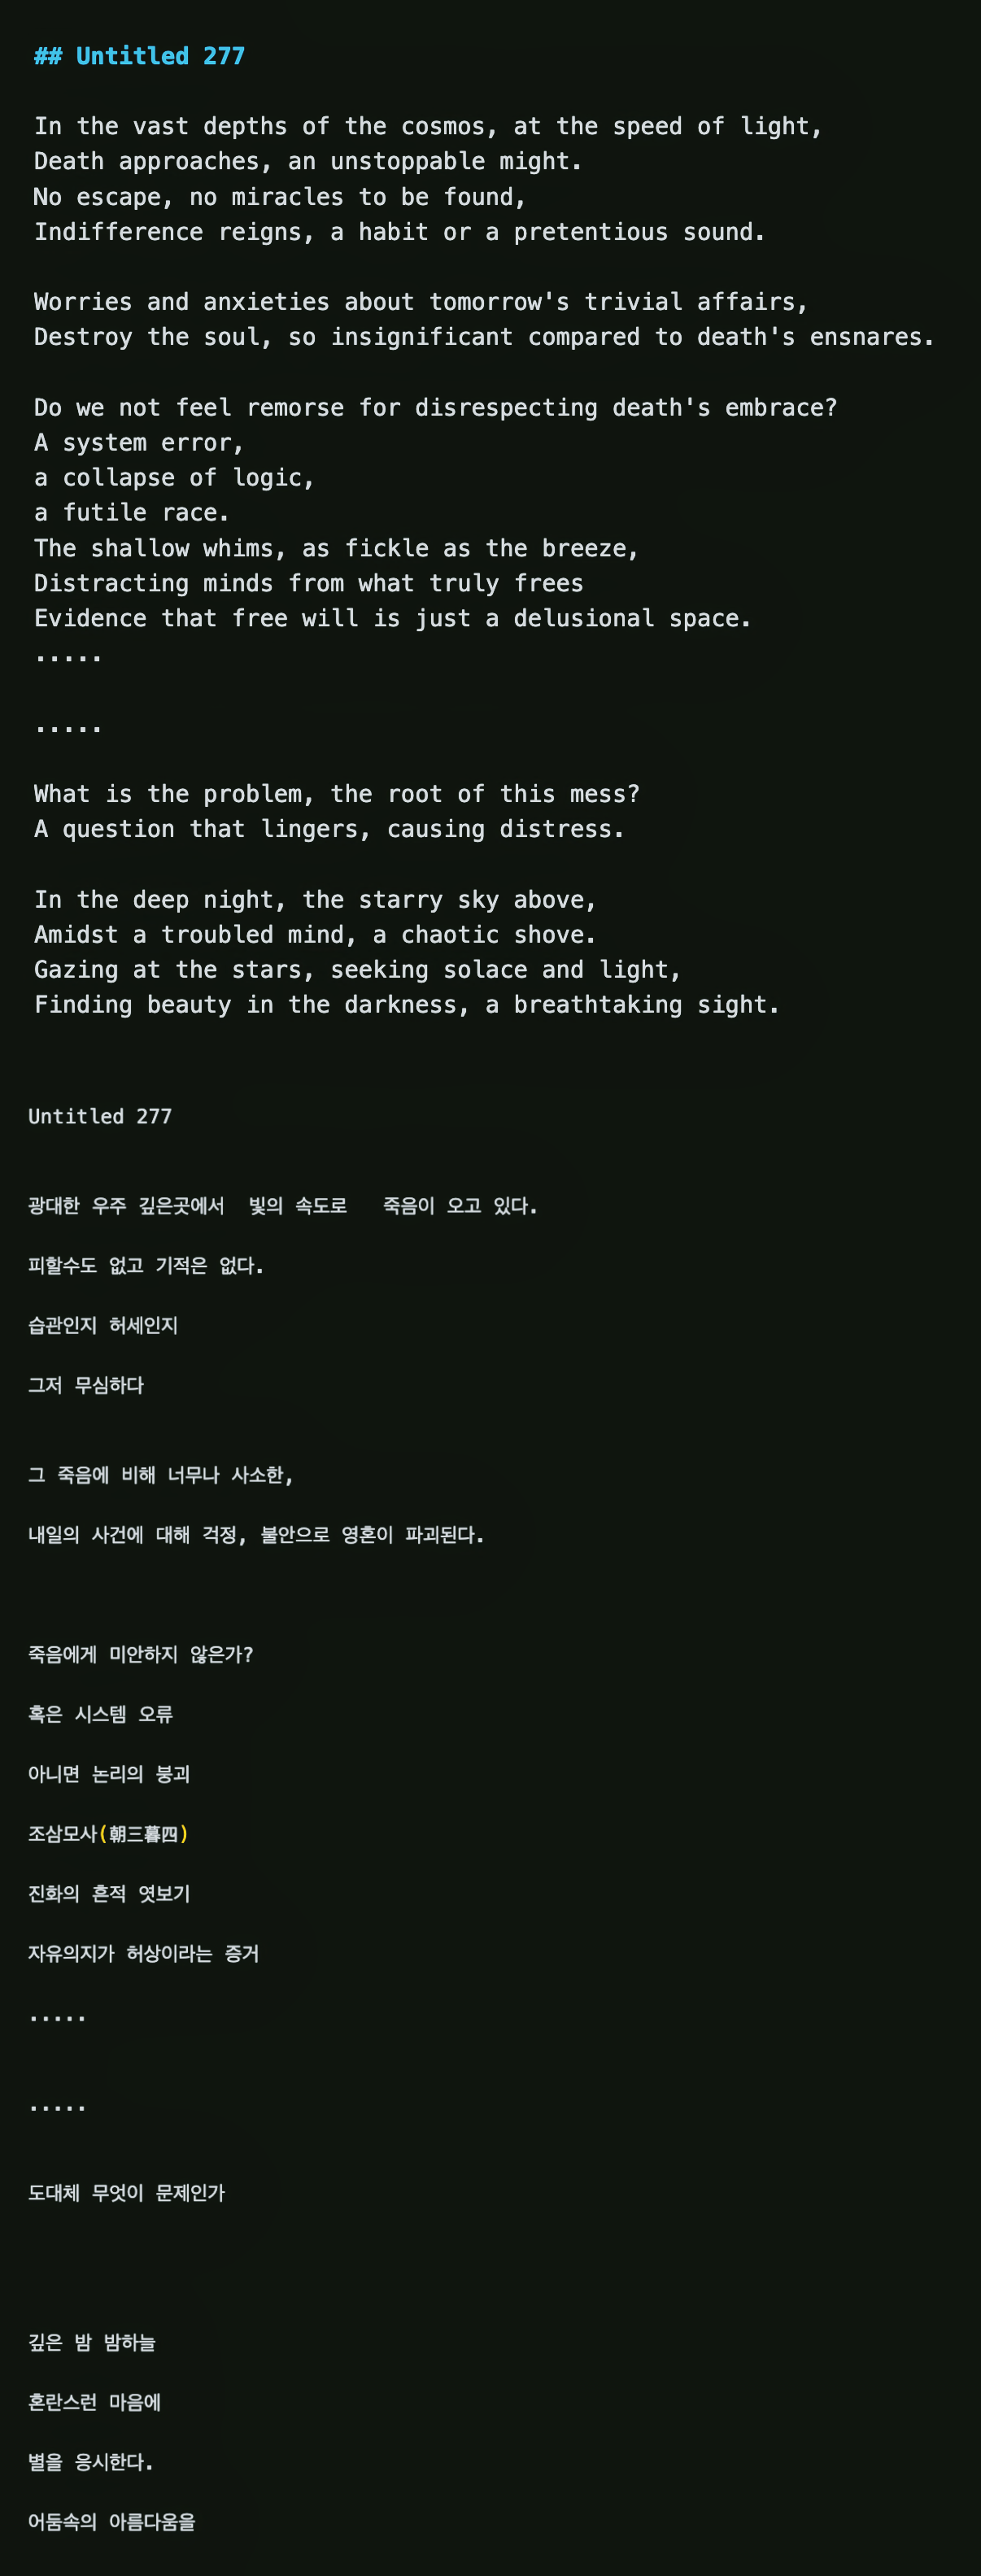 ## Untitled 277
In the vast depths of the cosmos, at the speed of light,
Death approaches, an unstoppable might.
No escape, no miracles to be found,
Indifference reigns, a habit or a pretentious sound.
Worries and anxieties about tomorrow's trivial affairs,
Destroy the soul, so insignificant compared to death's ensnares.
Do we not feel remorse for disrespecting death's embrace?
A system error,
a collapse of logic,
a futile race.
The shallow whims, as fickle as the breeze,
Distracting minds from what truly frees
Evidence that free will is just a delusional space.
.....
.....
What is the problem, the root of this mess?
A question that lingers, causing distress.
In the deep night, the starry sky above,
Amidst a troubled mind, a chaotic shove.
Gazing at the stars, seeking solace and light,
Finding beauty in the darkness, a breathtaking sight.
Untitled 277
광대한 우주 깊은곳에서  빛의 속도로   죽음이 오고 있다.
피할수도 없고 기적은 없다.
습관인지 허세인지
그저 무심하다
그 죽음에 비해 너무나 사소한,
내일의 사건에 대해 걱정, 불안으로 영혼이 파괴된다.
죽음에게 미안하지 않은가?
혹은 시스템 오류
아니면 논리의 붕괴
조삼모사(朝三暮四)
진화의 흔적 엿보기
자유의지가 허상이라는 증거
.....
.....
도대체 무엇이 문제인가
깊은 밤 밤하늘
혼란스런 마음에
별을 응시한다.
어둠속의 아름다움을